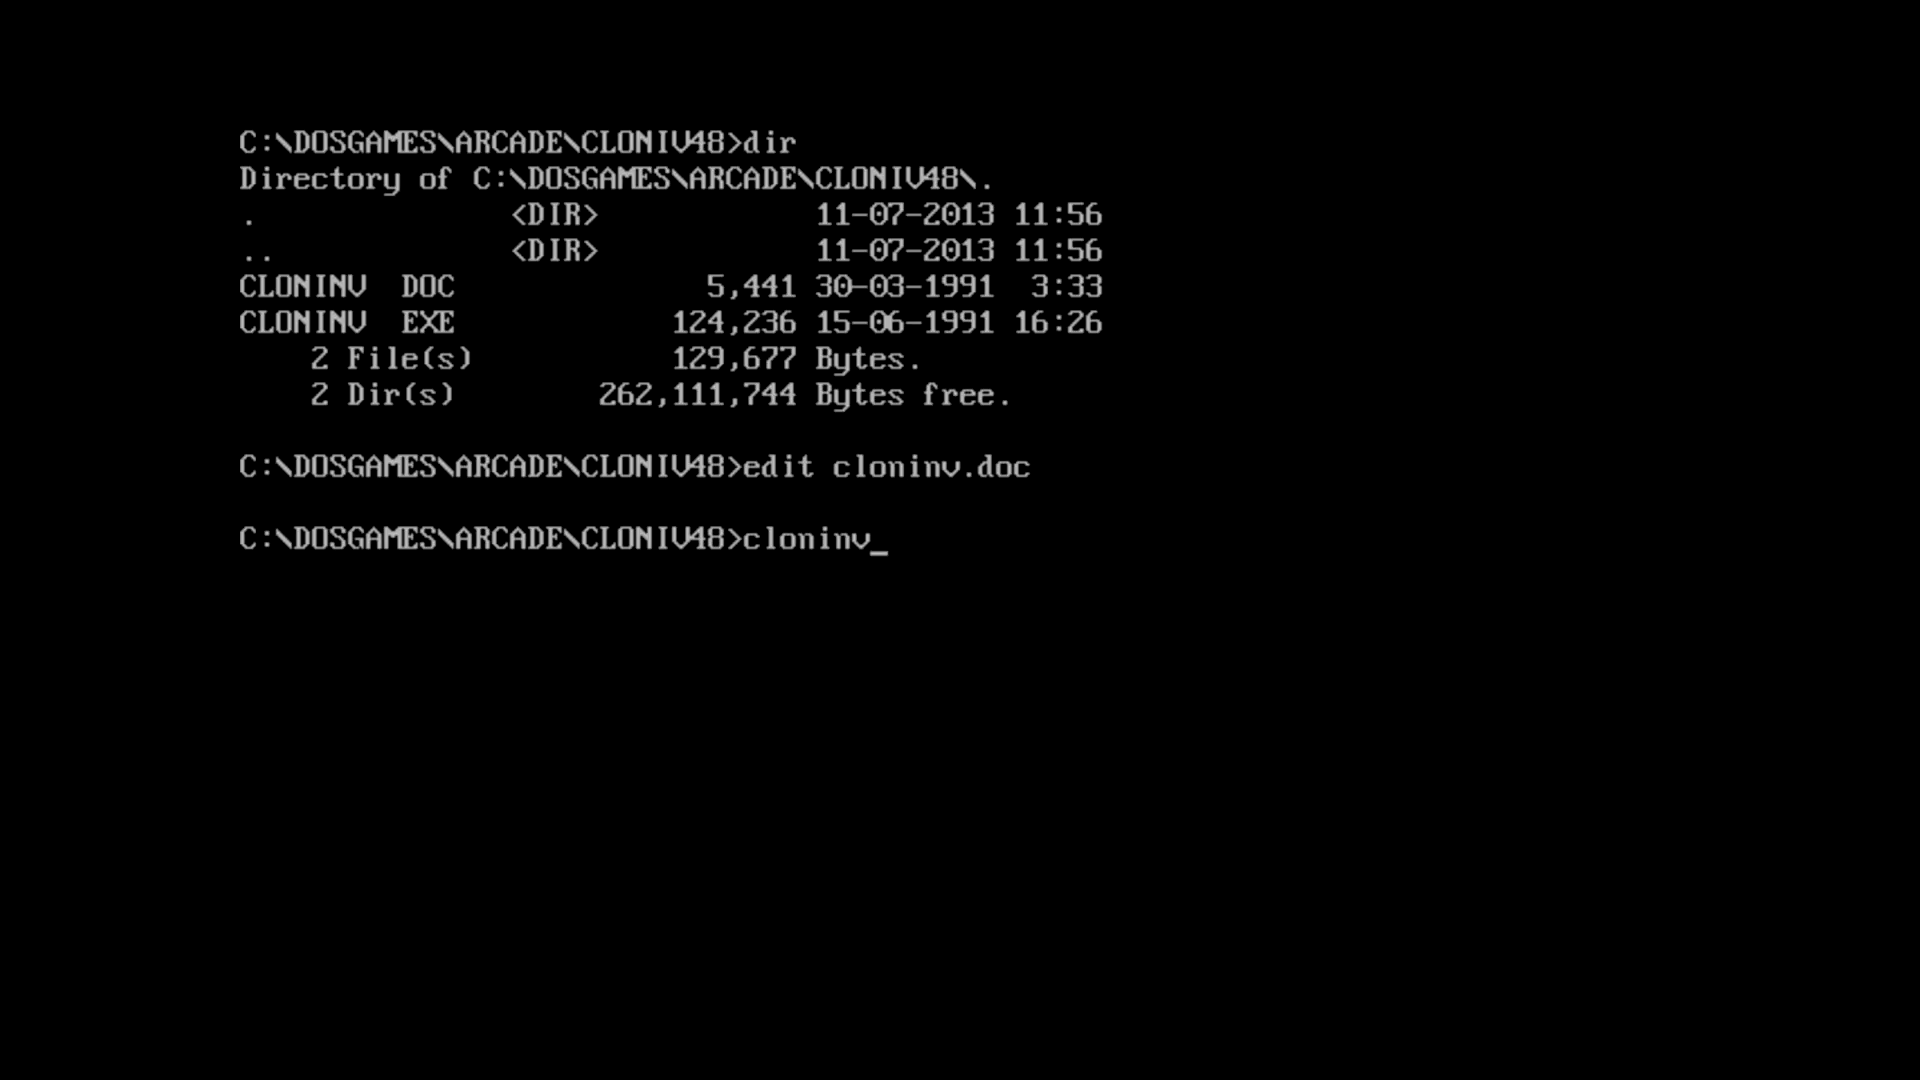 C:\DOSGAMES\ARCADE\CLONIV48>dir
Directory of C:\DOSGAMES\ARCADE\CLONIV48\.
. <DIR> 11-07-2013 11:56
.. <DIR> 11-07-2013 11:56
CLONINV DOC 5,441 30-03-1991 3:33
CLONINV EXE 124,236 15-06-1991 16:26
2 File(s) 129,677 Bytes.
2 Dir(s) 262,111,744 Bytes free.
C:\DOSGAMES\ARCADE\CLONIV48>edit cloninv.doc
C:\DOSGAMES\ARCADE\CLONIV48>cloninv_